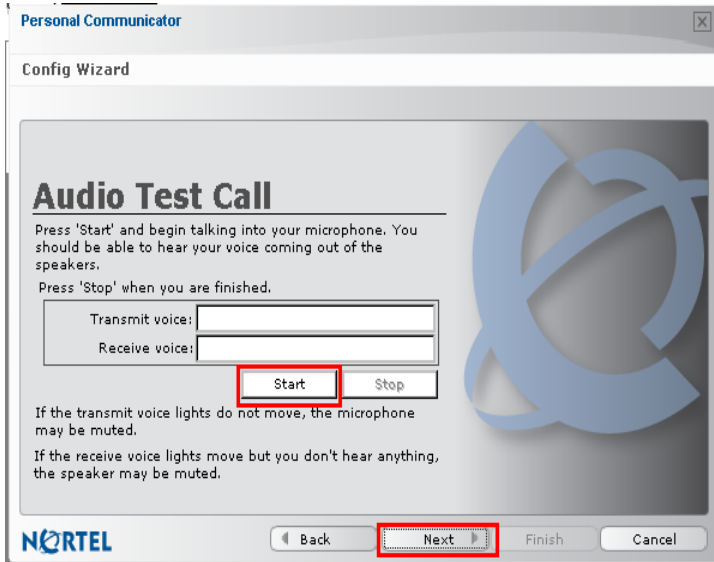 Personal Communicator
Config Wizard
Audio Test Call
Press 'Start' and begin talking into your microphone. You
should be able to hear your voice coming out of the
speakers.
Press 'Stop' when you are finished.
Transmit voice:
Receive voice:
Start Stop
If the transmit voice lights do not move, the microphone
may be muted.
If the receive voice lights move but you don't hear anything,
the speaker may be muted.
NORTEL Back Next Finish Cancel